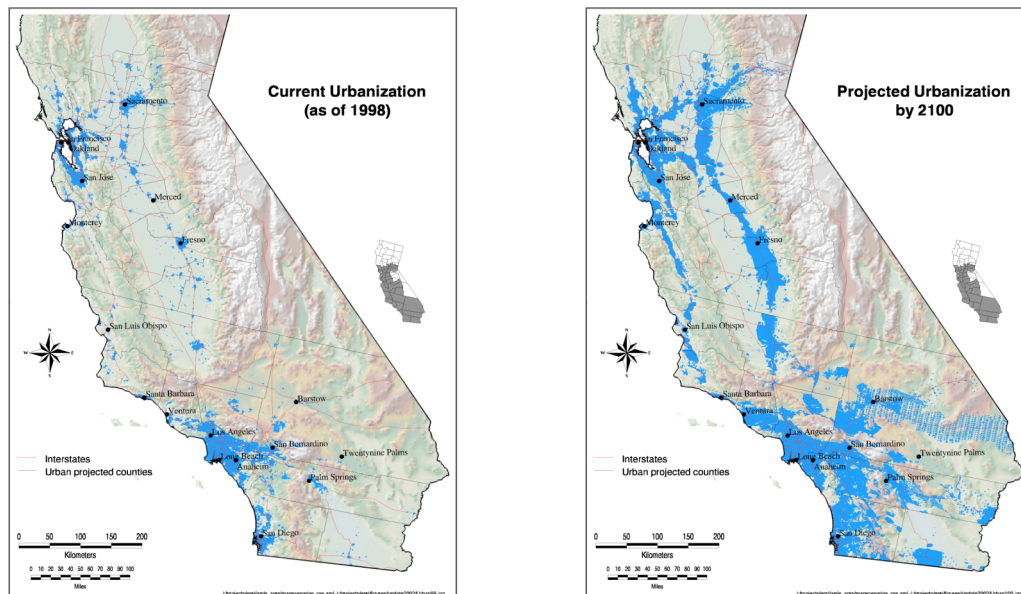 Current Urbanization
(as of 1998)
Sacramento
San Francisco
Oakland
San Jose
Merced
Monterey
Fresno
San Luis Obispo
N
W
E
S
Santa Barbara
Barstow
Ventura
Los Angeles
San Bernardino
Long Beach
Anaheim
Twentynine Palms
Palm Springs
San Diego
Interstates
Urban projected counties
0 50 100 150 200
Kilometers
0 10 20 30 40 50 60 70 80 90 100
Miles
Projected Urbanization
by 2100
Sacramento
San Francisco
Oakland
San Jose
Merced
Monterey
Fresno
San Luis Obispo
N
W
E
S
Santa Barbara
Barstow
Ventura
Los Angeles
San Bernardino
Long Beach
Anaheim
Twentynine Palms
Palm Springs
San Diego
Interstates
Urban projected counties
0 50 100 150 200
Kilometers
0 10 20 30 40 50 60 70 80 90 100
Miles